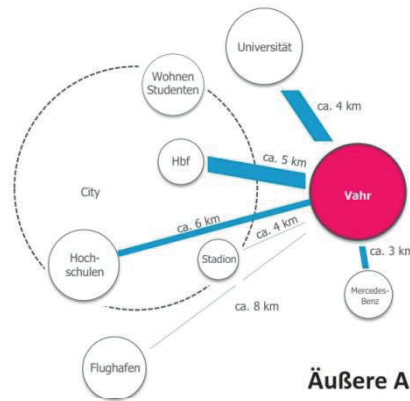 Universität
Wohnen
Studenten
ca. 4 km
Hbf
ca. 5 km
City
Vahr
ca. 6 km
ca. 4 km
Hoch-
schulen
Stadion
ca. 3 km
Mercedes-
Benz
ca. 8 km
Flughafen
Äußere A